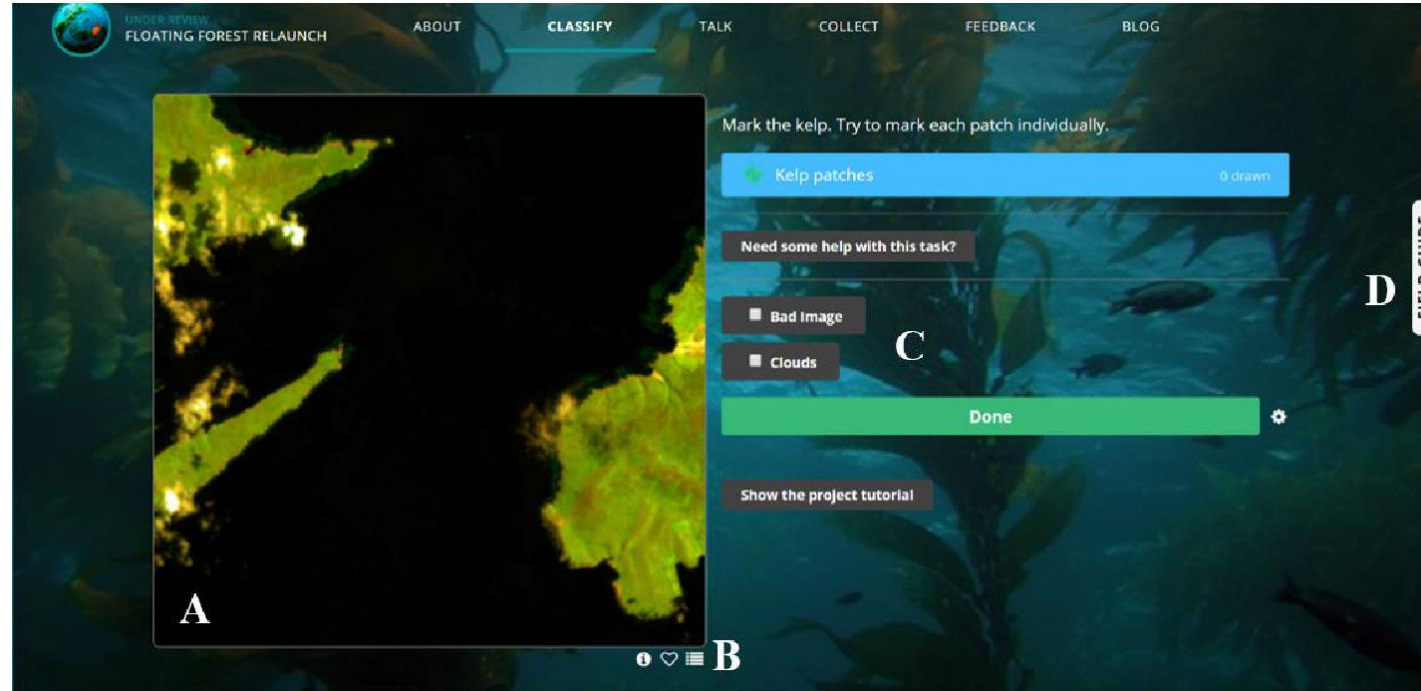 UNDER REVIEW
FLOATING FOREST RELAUNCH
ABOUT CLASSIFY TALK COLLECT FEEDBACK BLOG
Mark the kelp. Try to mark each patch individually.
Kelp patches 0 drawn
Need some help with this task?
D
Bad Image
C
Clouds
Done
Show the project tutorial
A
B